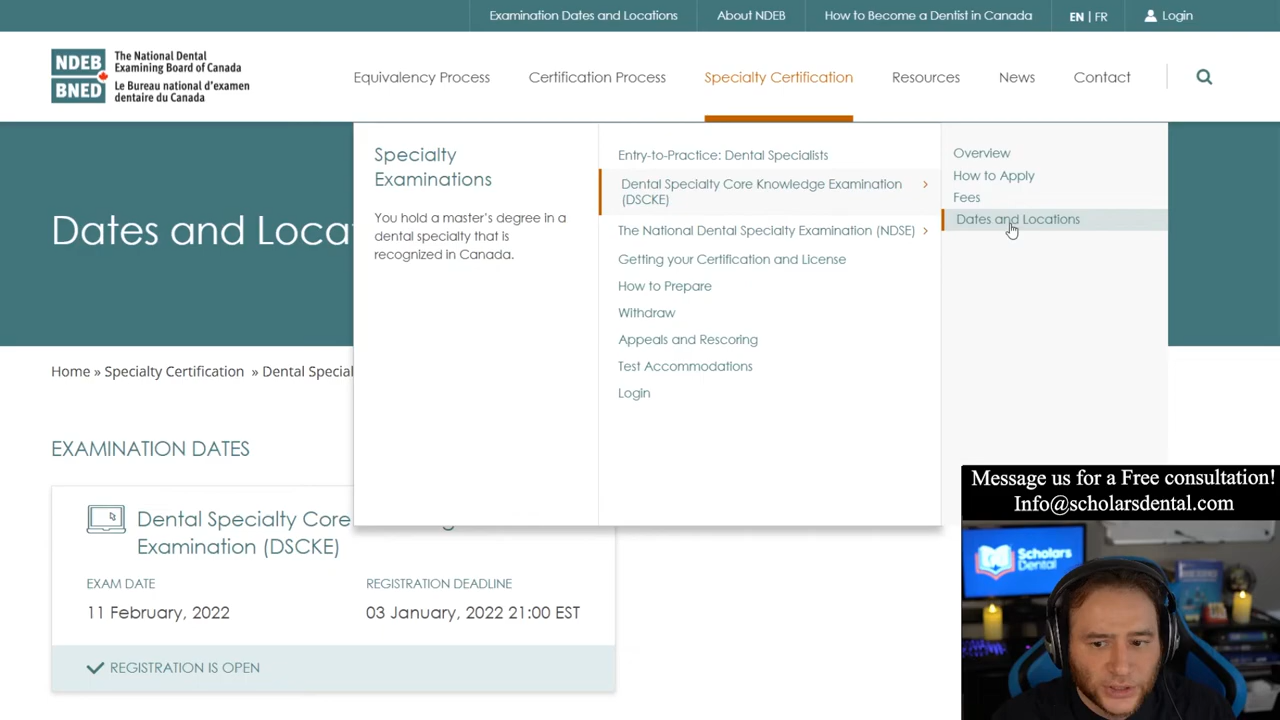 Examination Dates and Locations
About NDEB
How to Become a Dentist in Canada
EN | FR
Login
NDEB
BNED
The National Dental
Examining Board of Canada
Le Bureau national d'examen
dentaire du Canada
Equivalency Process
Certification Process
Specialty Certification
Resources
News
Contact
Specialty
Examinations
You hold a master's degree in a
dental specialty that is
recognized in Canada.
Entry-to-Practice: Dental Specialists
Dental Specialty Core Knowledge Examination
(DSCKE)
The National Dental Specialty Examination (NDSE)
Getting your Certification and License
How to Prepare
Withdraw
Appeals and Rescoring
Test Accommodations
Login
Overview
How to Apply
Fees
Dates and Locations
Dates and Loca
Home » Specialty Certification » Dental Special
EXAMINATION DATES
Dental Specialty Core
Examination (DSCKE)
EXAM DATE
REGISTRATION DEADLINE
11 February, 2022
03 January, 2022 21:00 EST
REGISTRATION IS OPEN
Message us for a Free consultation!
Info@scholarsdental.com
Scholars
Dental